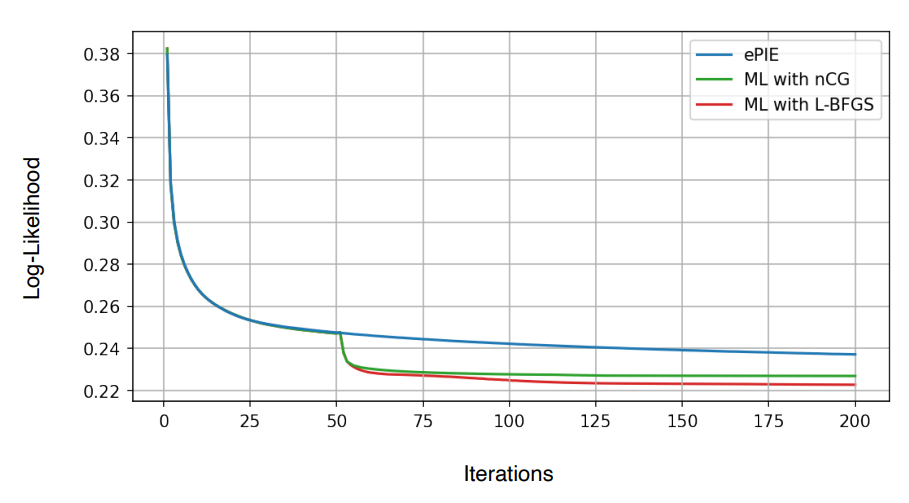 0.38
0.36
0.34
0.32
0.30
0.28
0.26
0.24
0.22
Log-Likelihood
ePIE
ML with nCG
ML with L-BFGS
0 25 50 75 100 125 150 175 200
Iterations